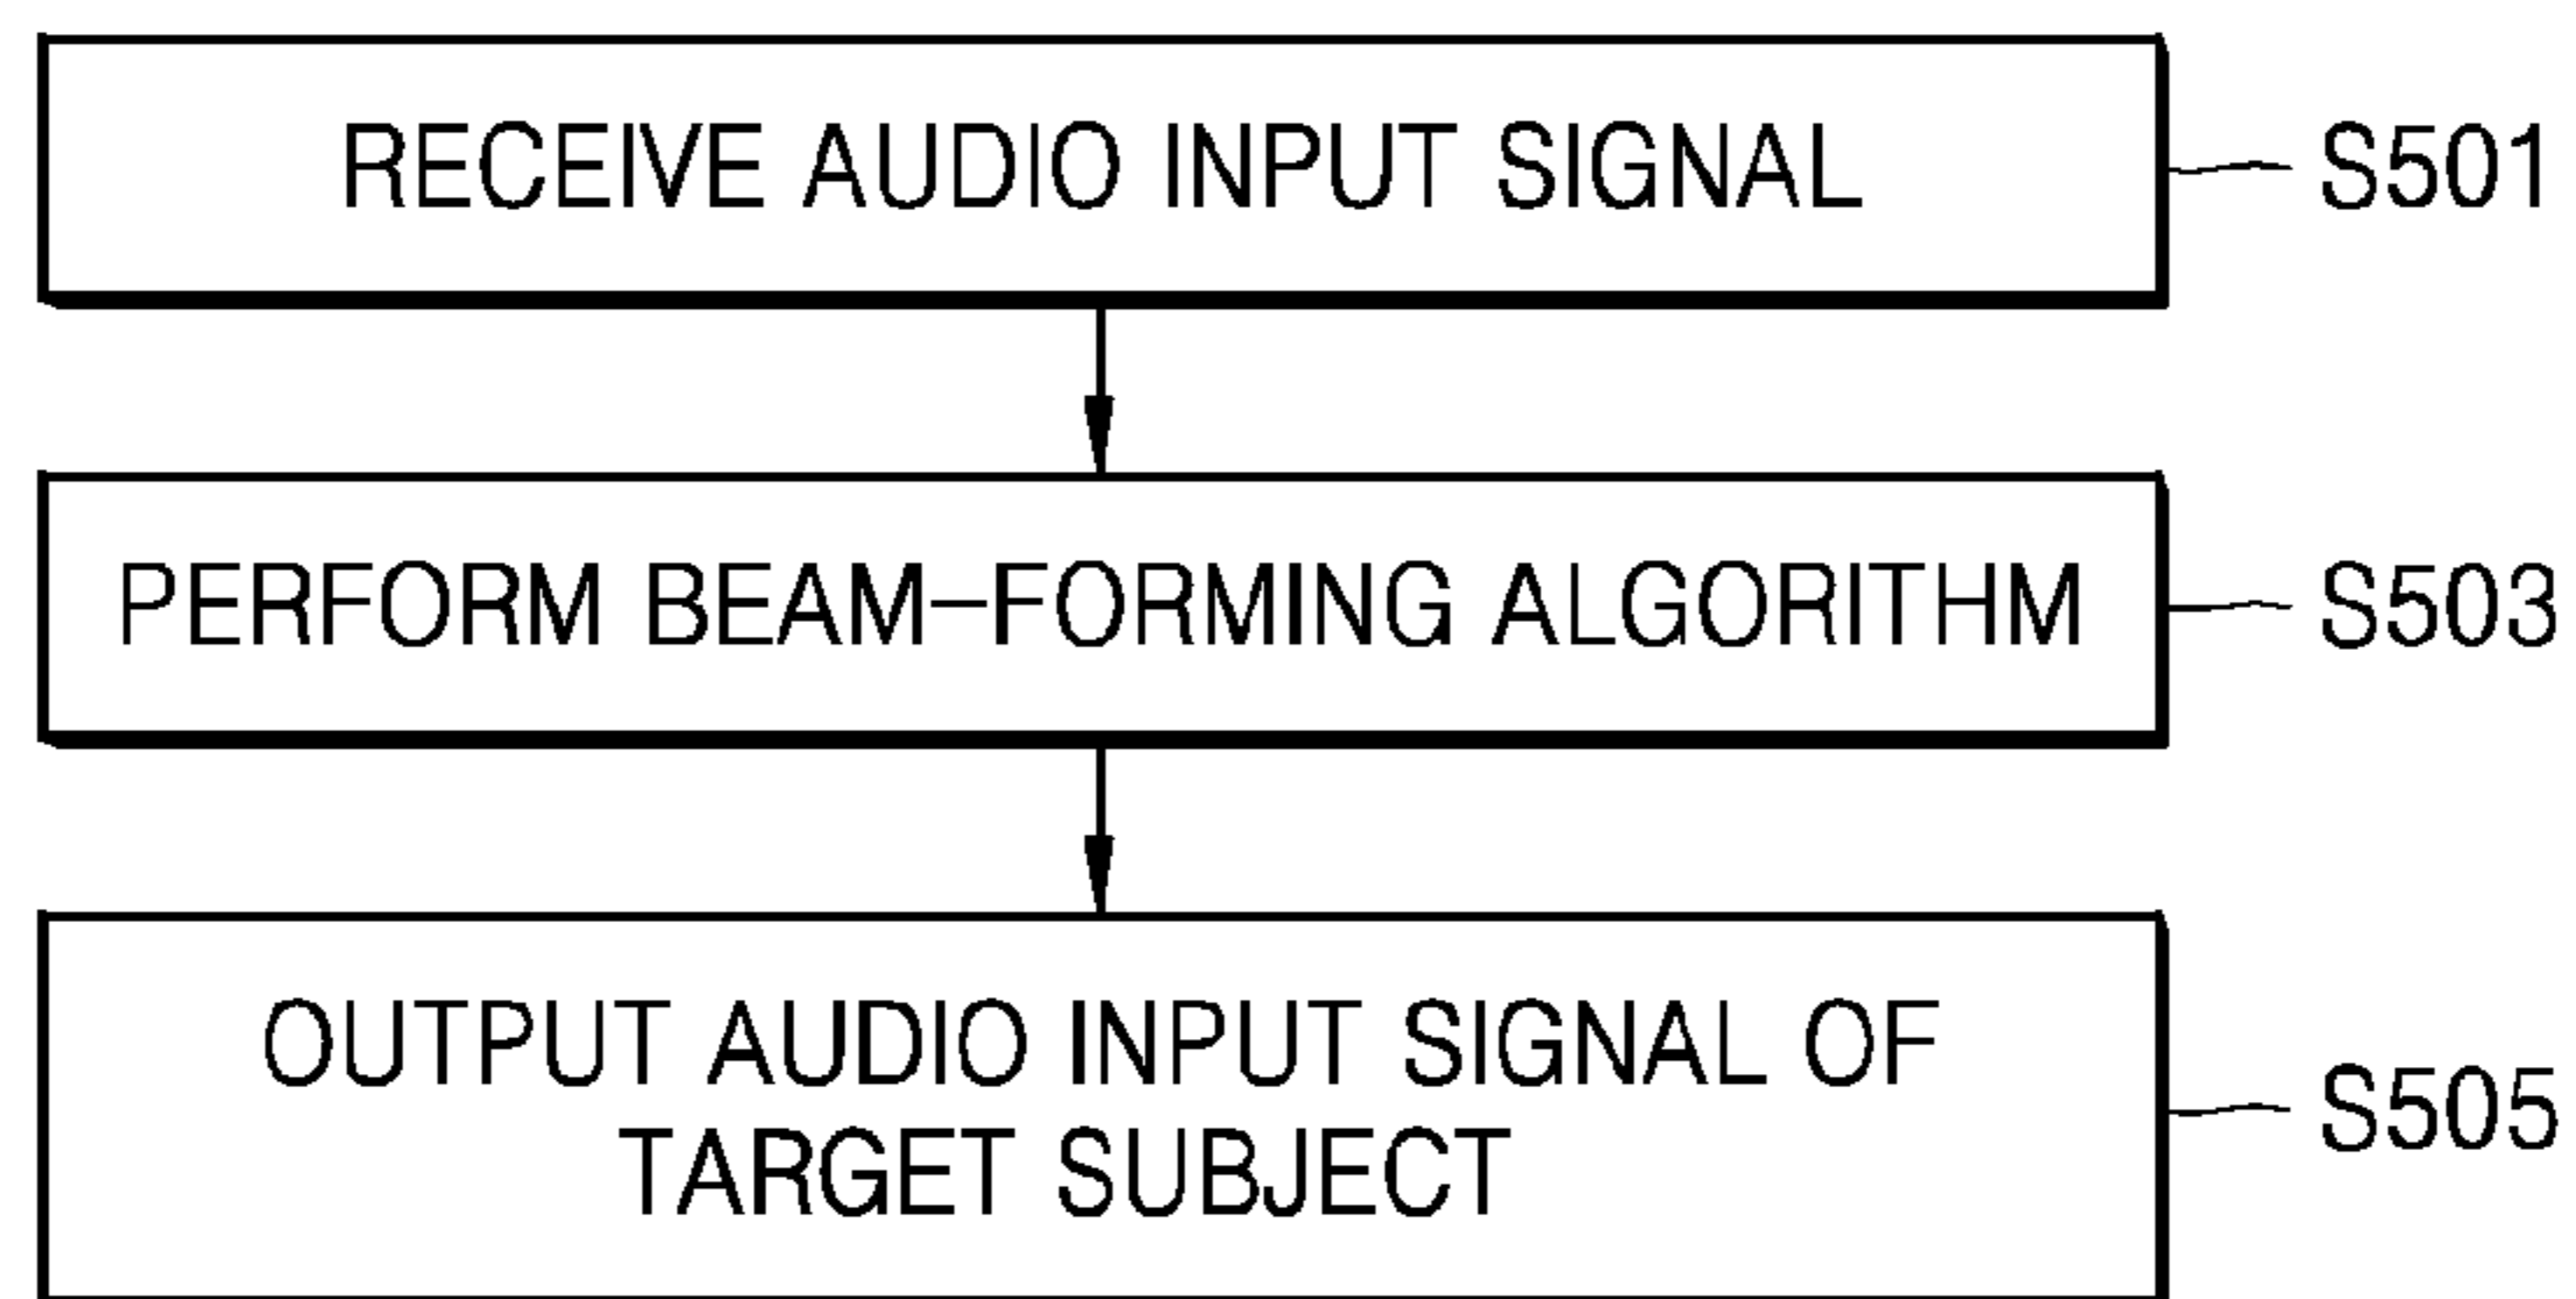 RECEIVE AUDIO INPUT SIGNAL
S501
PERFORM BEAM-FORMING ALGORITHM
S503
OUTPUT AUDIO INPUT SIGNAL OF
TARGET SUBJECT
S505